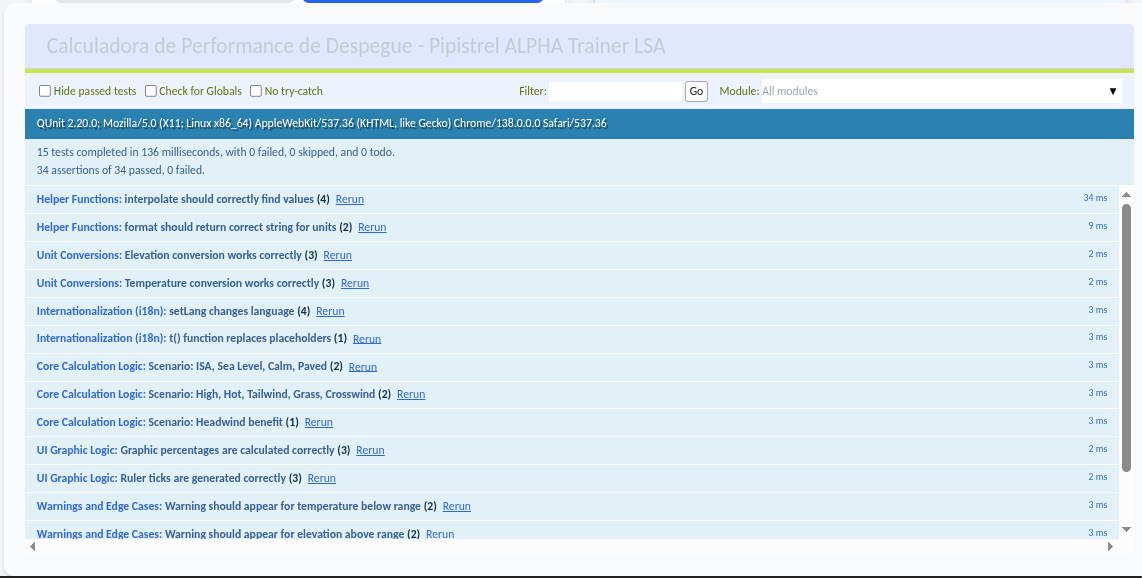 Calculadora de Performance de Despegue - Pipistrel ALPHA Trainer LSA
Hide passed tests Check for Globals No try-catch Filter: Go Module: All modules ▼
QUnit 2.20.0; Mozilla/5.0 (X11; Linux x86_64) AppleWebKit/537.36 (KHTML, like Gecko) Chrome/138.0.0.0 Safari/537.36
15 tests completed in 136 milliseconds, with 0 failed, 0 skipped, and 0 todo.
34 assertions of 34 passed, 0 failed.
Helper Functions: interpolate should correctly find values (4) Rerun 34 ms
Helper Functions: format should return correct string for units (2) Rerun 9 ms
Unit Conversions: Elevation conversion works correctly (3) Rerun 2 ms
Unit Conversions: Temperature conversion works correctly (3) Rerun 2 ms
Internationalization (i18n): setLang changes language (4) Rerun 3 ms
Internationalization (i18n): t() function replaces placeholders (1) Rerun 3 ms
Core Calculation Logic: Scenario: ISA, Sea Level, Calm, Paved (2) Rerun 3 ms
Core Calculation Logic: Scenario: High, Hot, Tailwind, Grass, Crosswind (2) Rerun 3 ms
Core Calculation Logic: Scenario: Headwind benefit (1) Rerun 3 ms
UI Graphic Logic: Graphic percentages are calculated correctly (3) Rerun 2 ms
UI Graphic Logic: Ruler ticks are generated correctly (3) Rerun 2 ms
Warnings and Edge Cases: Warning should appear for temperature below range (2) Rerun 3 ms
Warnings and Edge Cases: Warning should appear for elevation above range (2) Rerun 3 ms